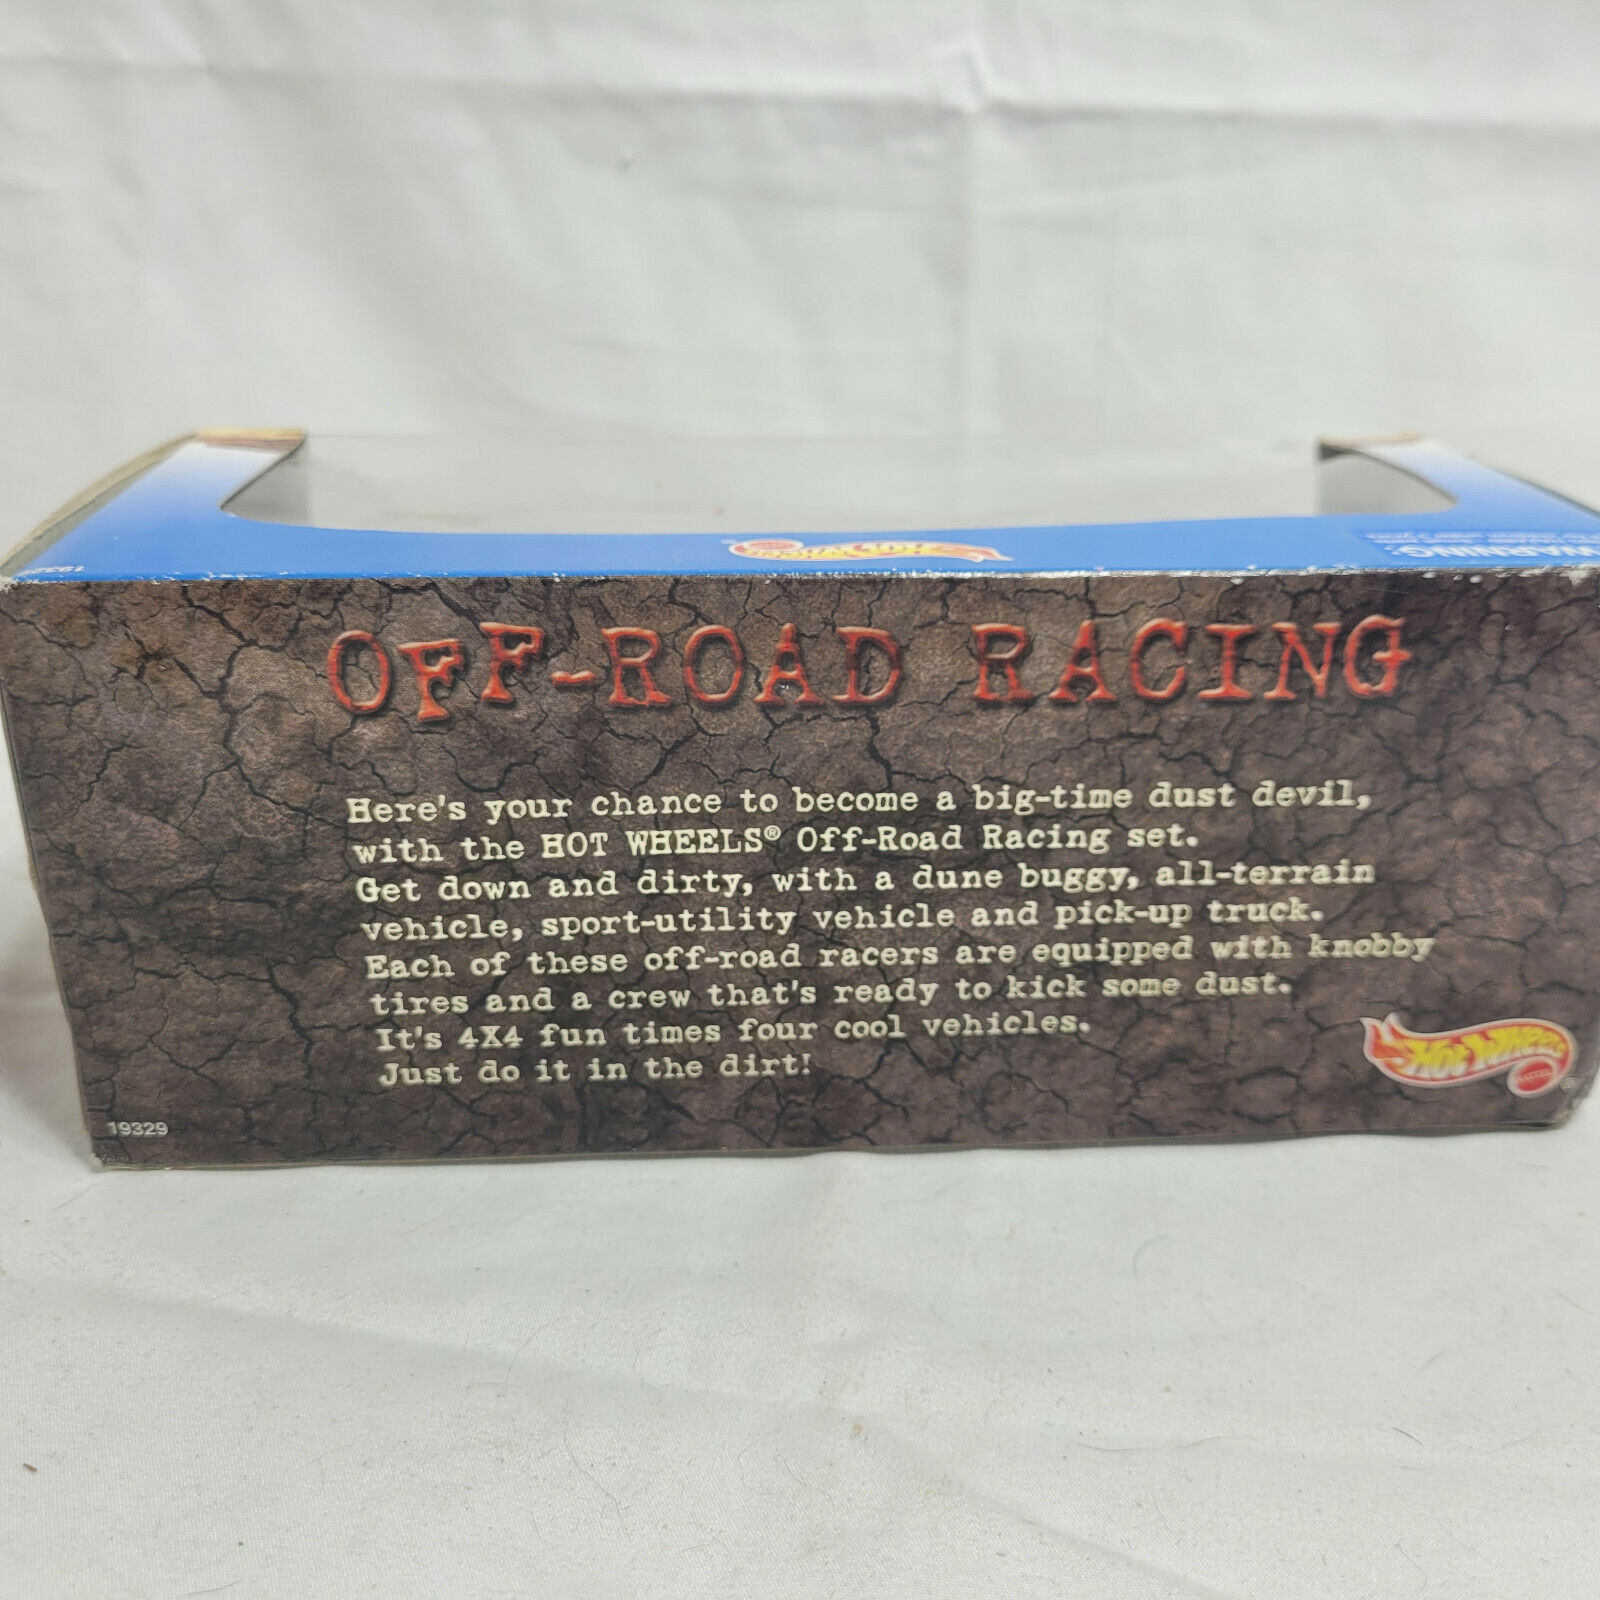 HOT WHEELS
WARNING:
OFF-ROAD RACING
Here's your chance to become a big-time dust devil,
with the HOT WHEELS® Off-Road Racing set.
Get down and dirty, with a dune buggy, all-terrain
vehicle, sport-utility vehicle and pick-up truck.
Each of these off-road racers are equipped with knobby
tires and a crew that's ready to kick some dust.
It's 4X4 fun times four cool vehicles.
Just do it in the dirt!
Hot Wheels
MATTEL
19329